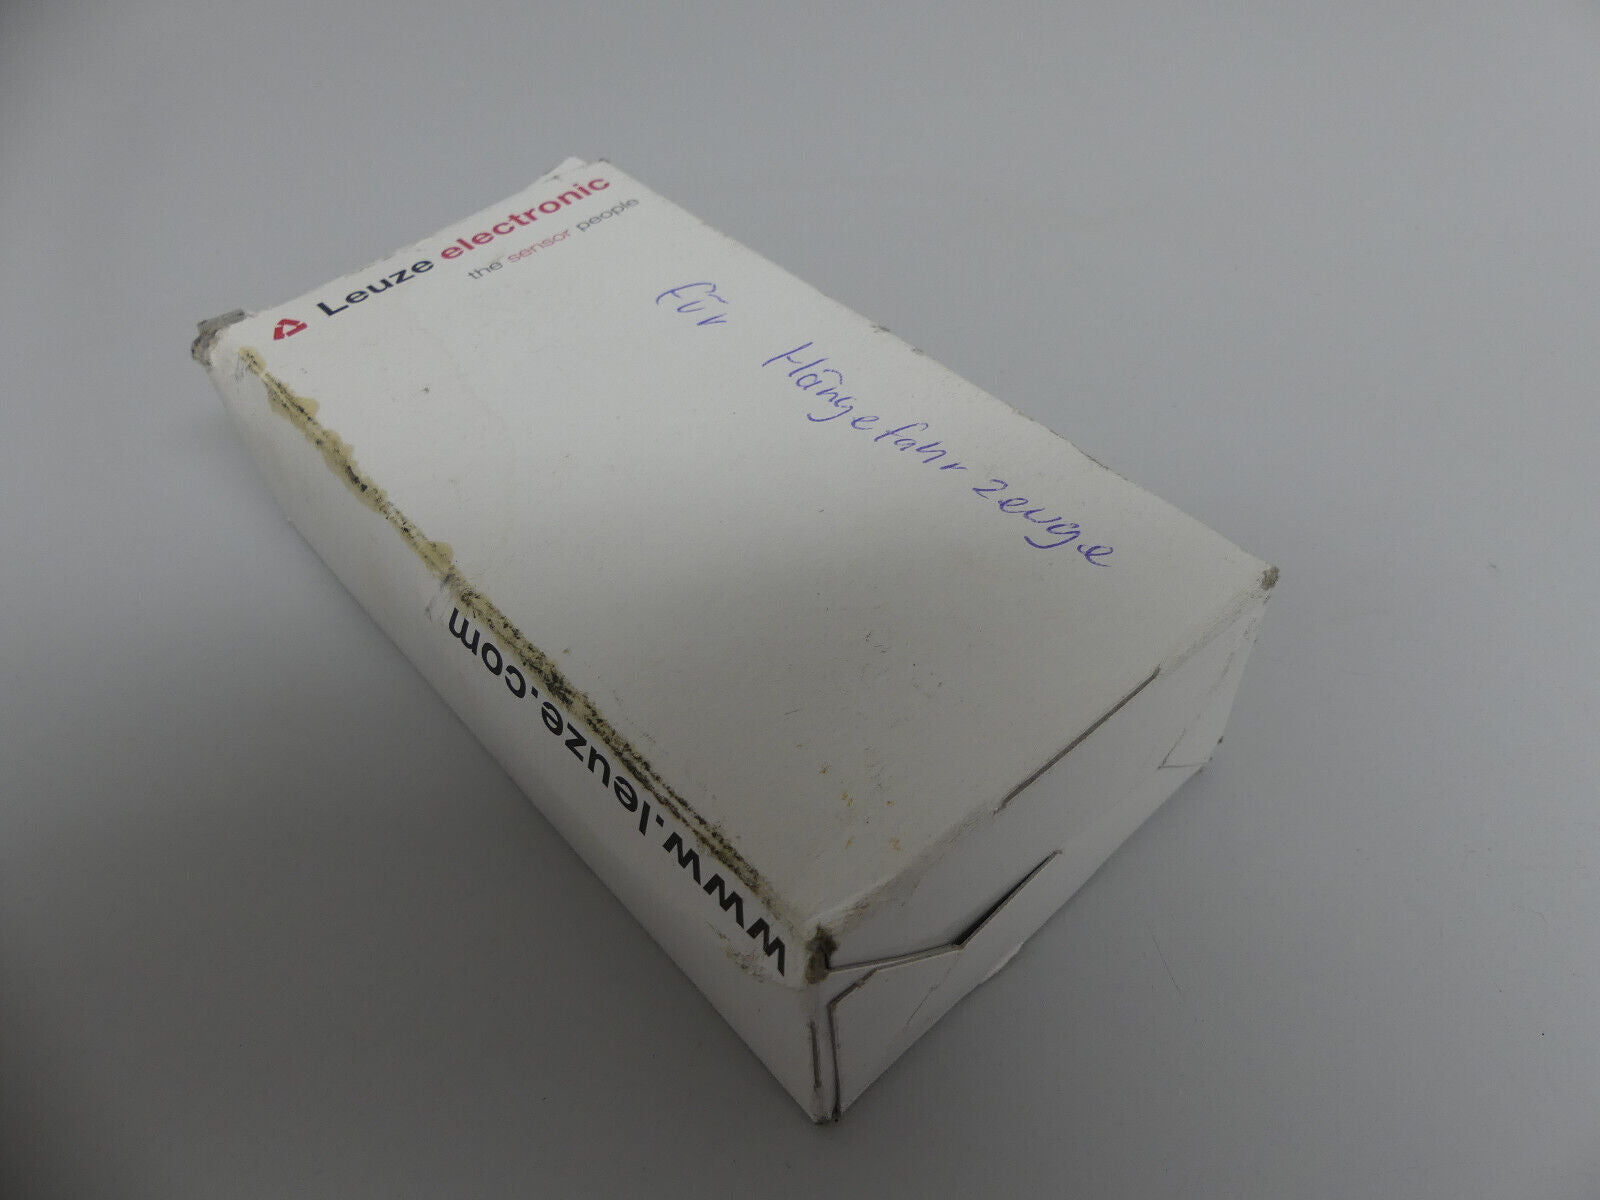 Leuze electronic
the sensor people
für
Hängefahrzeuge
www.leuze.com